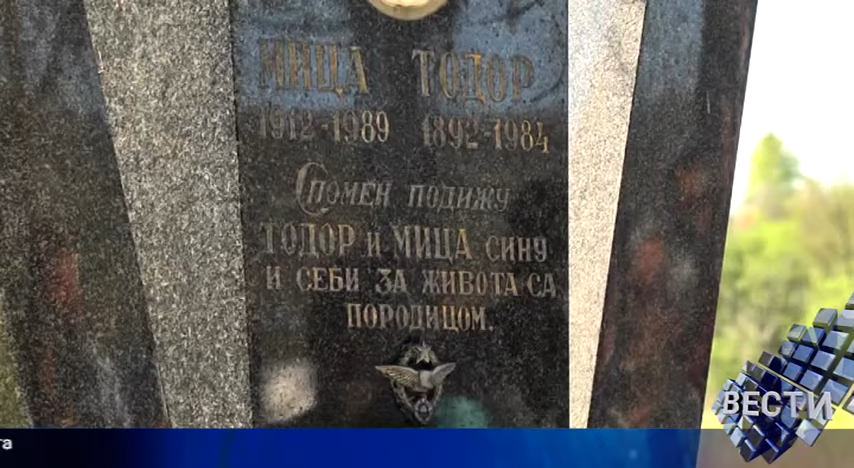 МИЦА ТОДОР
1912-1989 1892-1984
СПОМЕН ПОДИЖУ
ТОДОР И МИЦА СИНУ
И СЕБИ ЗА ЖИВОТА СА
ПОРОДИЦОМ.
ВЕСТИ